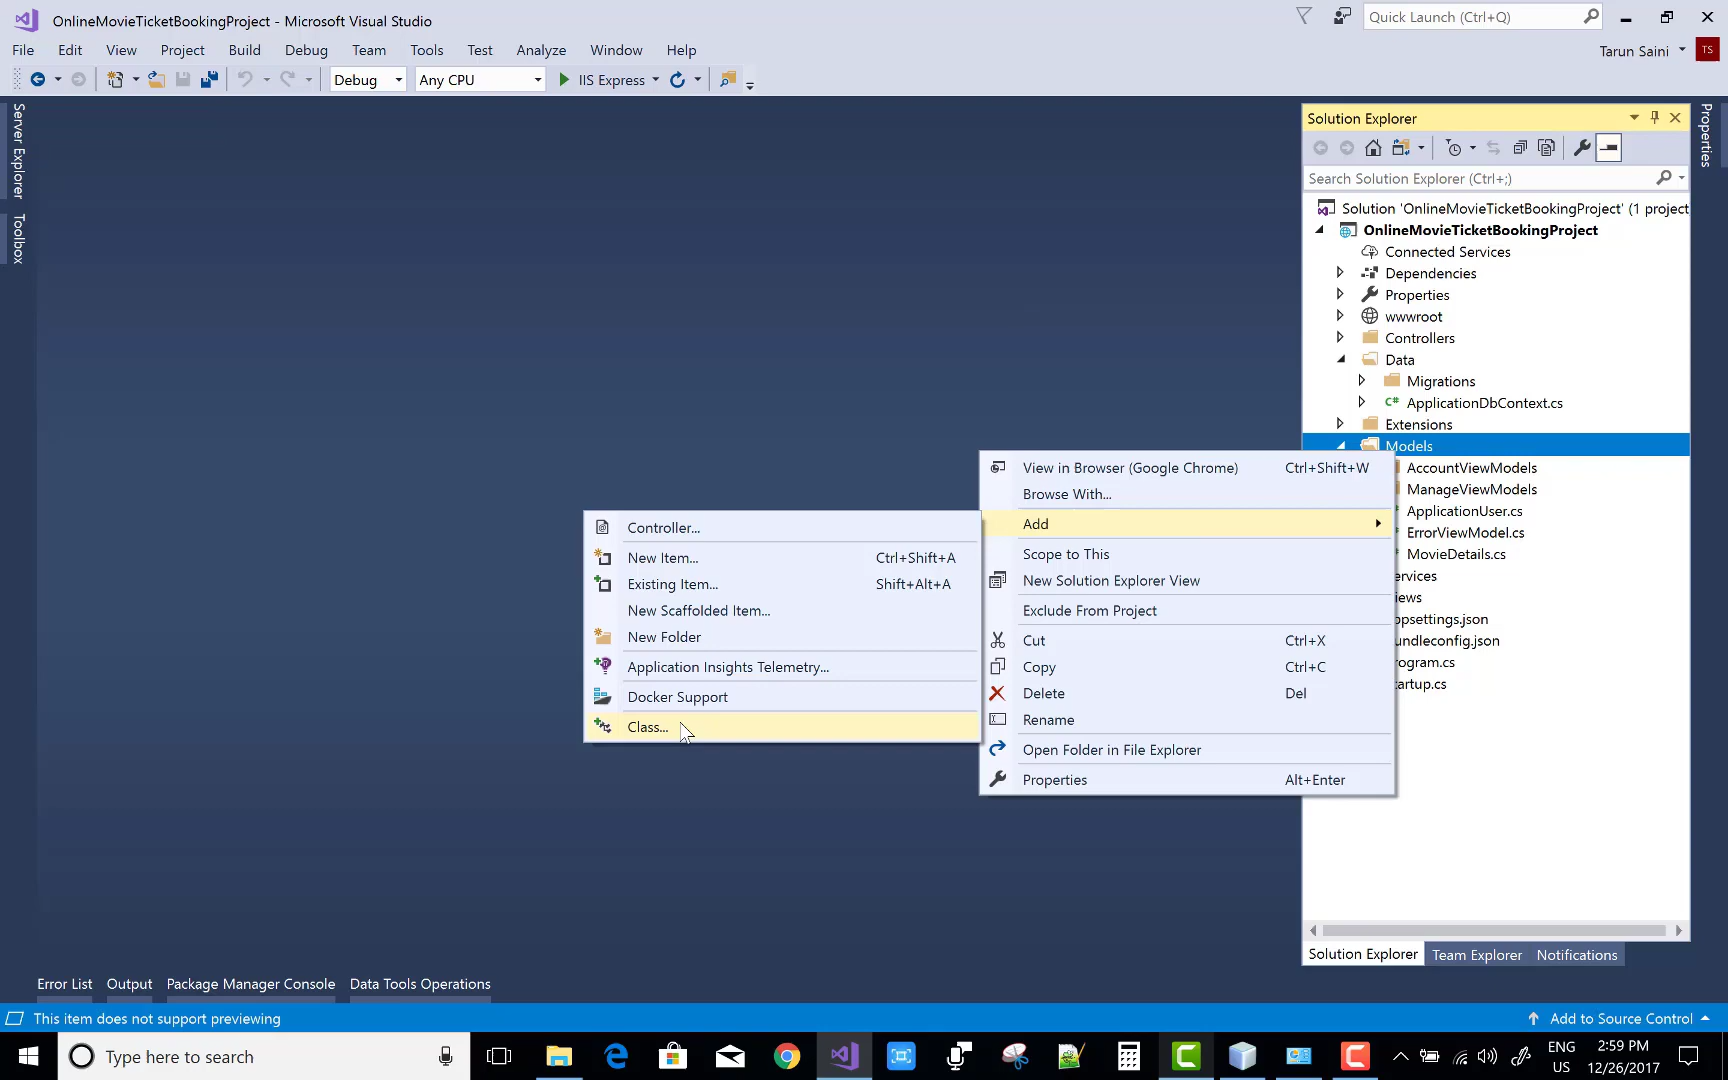 OnlineMovieTicketBookingProject - Microsoft Visual Studio
Quick Launch (Ctrl+Q)
File Edit View Project Build Debug Team Tools Test Analyze Window Help
Tarun Saini TS
Debug Any CPU IIS Express
Server Explorer
Toolbox
Solution Explorer
Properties
Search Solution Explorer (Ctrl+;)
Solution 'OnlineMovieTicketBookingProject' (1 project
OnlineMovieTicketBookingProject
Connected Services
Dependencies
Properties
wwwroot
Controllers
Data
Migrations
C# ApplicationDbContext.cs
Extensions
Models
AccountViewModels
ManageViewModels
ApplicationUser.cs
ErrorViewModel.cs
MovieDetails.cs
ervices
iews
ppsettings.json
undleconfig.json
rogram.cs
tartup.cs
View in Browser (Google Chrome) Ctrl+Shift+W
Browse With...
Add
Scope to This
New Solution Explorer View
Exclude From Project
Cut Ctrl+X
Copy Ctrl+C
Delete Del
Rename
Open Folder in File Explorer
Properties Alt+Enter
Controller...
New Item... Ctrl+Shift+A
Existing Item... Shift+Alt+A
New Scaffolded Item...
New Folder
Application Insights Telemetry...
Docker Support
Class...
Solution Explorer Team Explorer Notifications
Error List Output Package Manager Console Data Tools Operations
This item does not support previewing
Add to Source Control
Type here to search
ENG
US
2:59 PM
12/26/2017